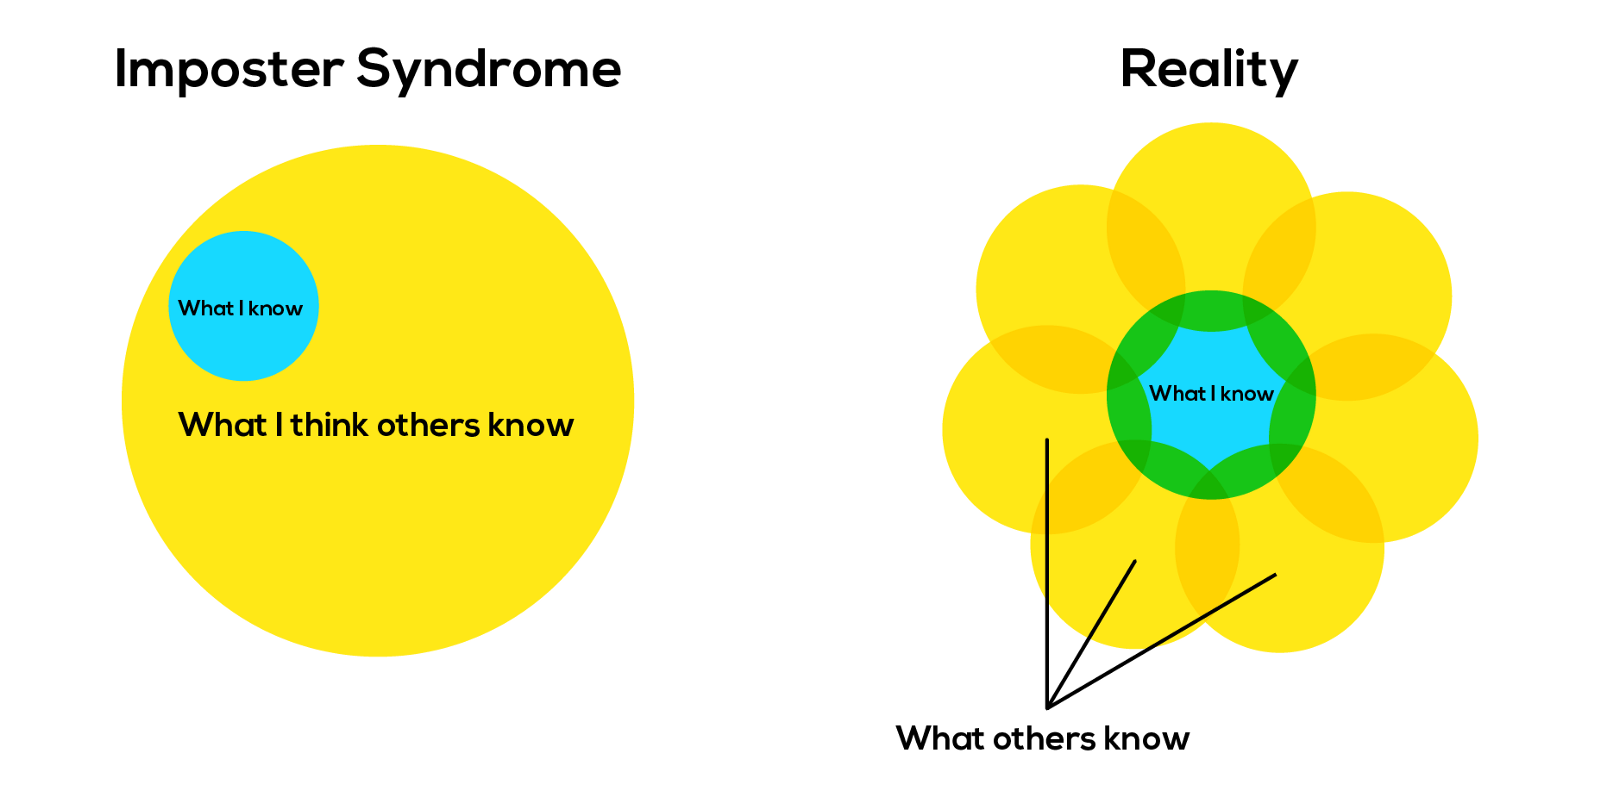 Imposter Syndrome
Reality
What I know
What I think others know
What I know
What others know